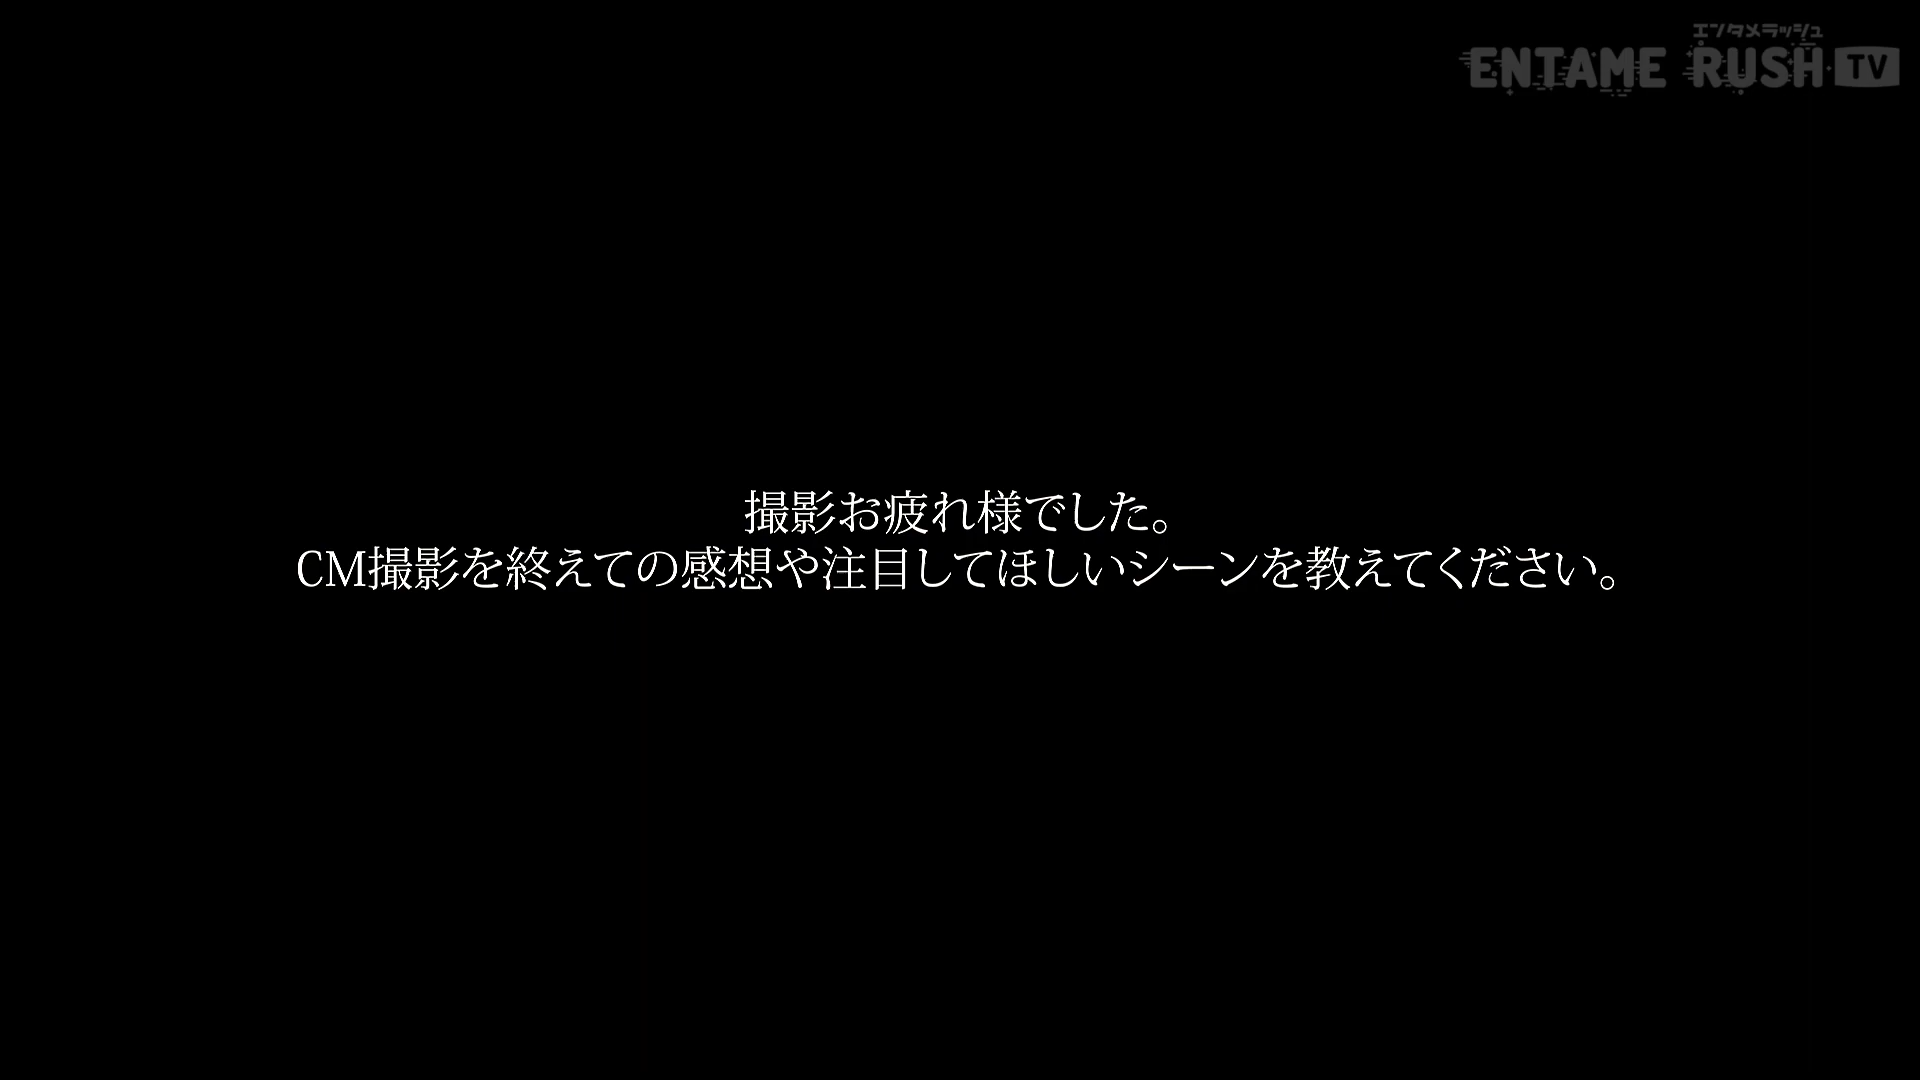 エンタメラッシュ
ENTAME RUSH TV
撮影お疲れ様でした。
CM撮影を終えての感想や注目してほしいシーンを教えてください。